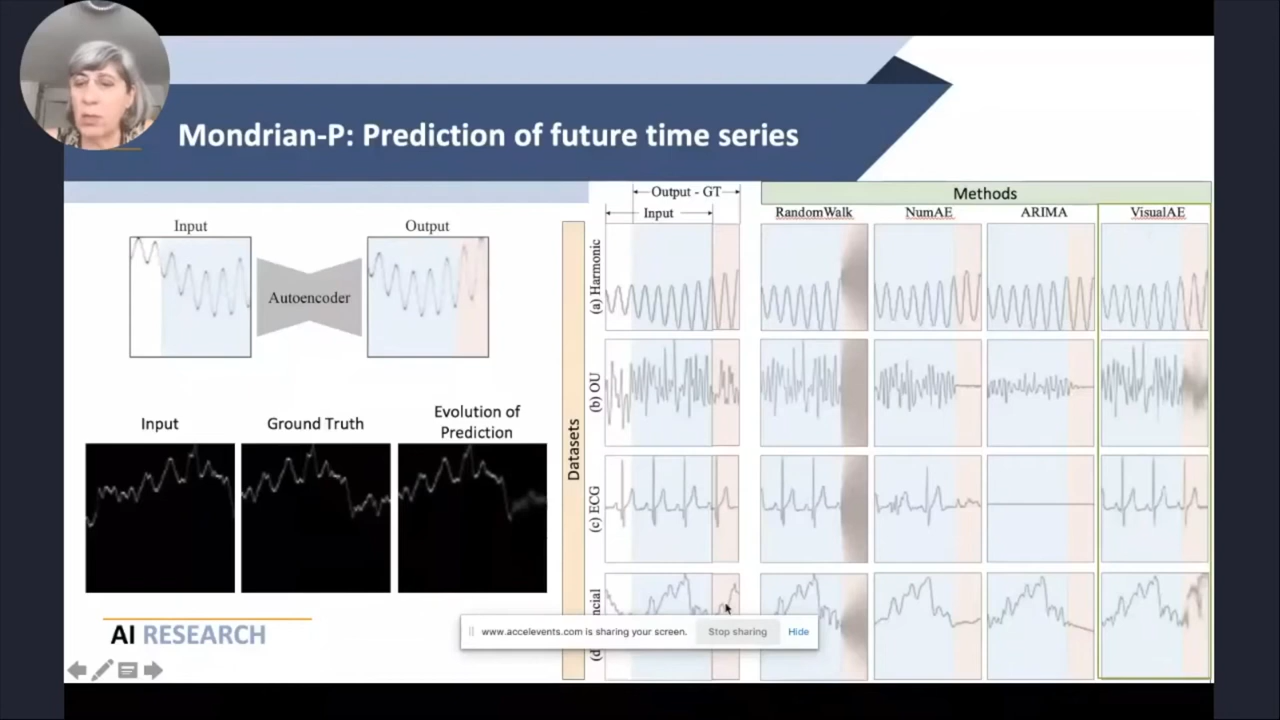 Mondrian-P: Prediction of future time series
Input
Output
Autoencoder
Input
Ground Truth
Evolution of
Prediction
Datasets
Output - GT
Input
Methods
RandomWalk
NumAE
ARIMA
VisualAE
(a) Harmonic
(b) OU
(c) ECG
(d
ncial
www.accelevents.com is sharing your screen.
Stop sharing
Hide
AI RESEARCH